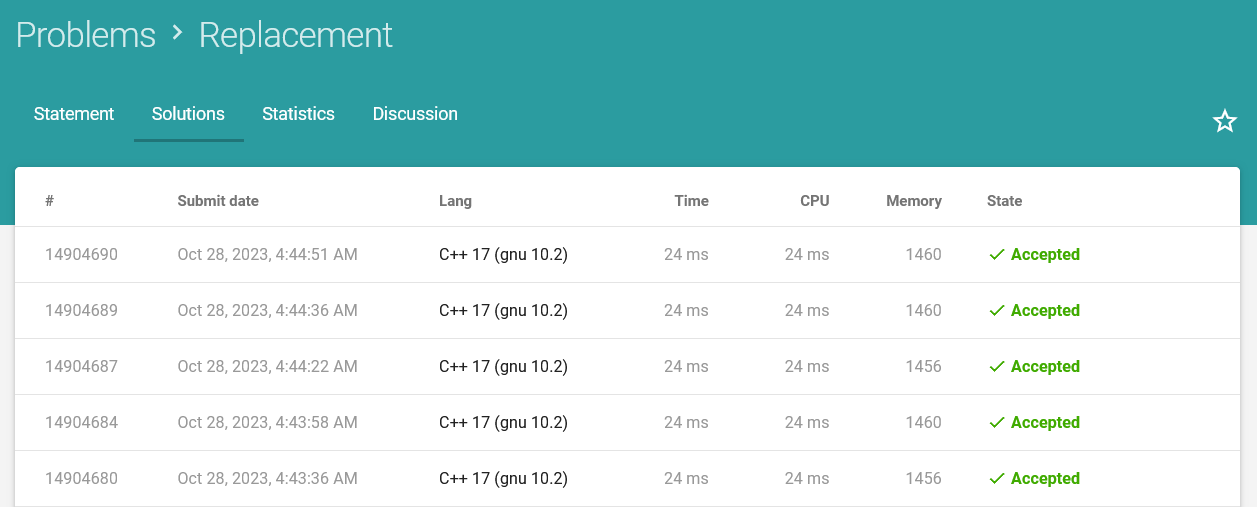 Problems > Replacement
Statement Solutions Statistics Discussion
# Submit date Lang Time CPU Memory State
14904690 Oct 28, 2023, 4:44:51 AM C++ 17 (gnu 10.2) 24 ms 24 ms 1460 Accepted
14904689 Oct 28, 2023, 4:44:36 AM C++ 17 (gnu 10.2) 24 ms 24 ms 1460 Accepted
14904687 Oct 28, 2023, 4:44:22 AM C++ 17 (gnu 10.2) 24 ms 24 ms 1456 Accepted
14904684 Oct 28, 2023, 4:43:58 AM C++ 17 (gnu 10.2) 24 ms 24 ms 1460 Accepted
14904680 Oct 28, 2023, 4:43:36 AM C++ 17 (gnu 10.2) 24 ms 24 ms 1456 Accepted